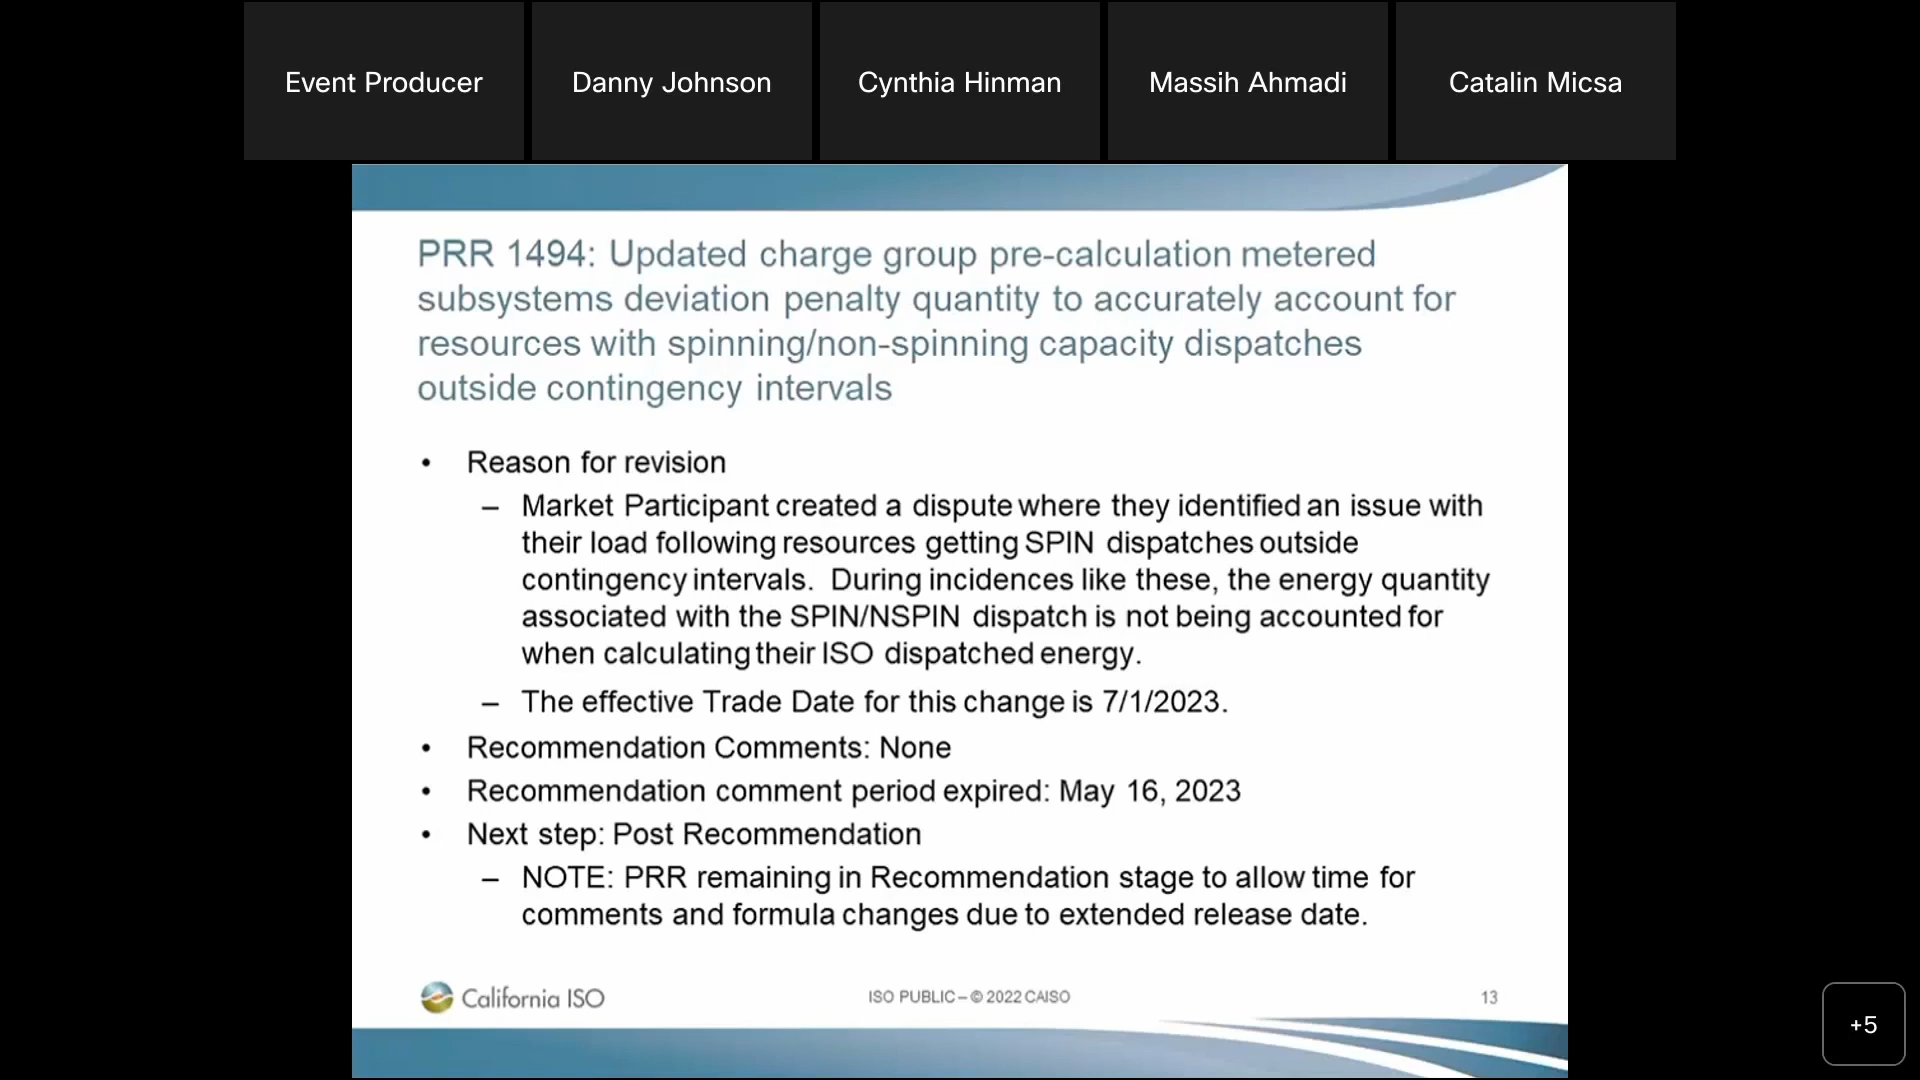 Event Producer
Danny Johnson
Cynthia Hinman
Massih Ahmadi
Catalin Micsa
PRR 1494: Updated charge group pre-calculation metered
subsystems deviation penalty quantity to accurately account for
resources with spinning/non-spinning capacity dispatches
outside contingency intervals
• Reason for revision
– Market Participant created a dispute where they identified an issue with
their load following resources getting SPIN dispatches outside
contingency intervals. During incidences like these, the energy quantity
associated with the SPIN/NSPIN dispatch is not being accounted for
when calculating their ISO dispatched energy.
– The effective Trade Date for this change is 7/1/2023.
• Recommendation Comments: None
• Recommendation comment period expired: May 16, 2023
• Next step: Post Recommendation
– NOTE: PRR remaining in Recommendation stage to allow time for
comments and formula changes due to extended release date.
California ISO
ISO PUBLIC – © 2022 CAISO
13
+5